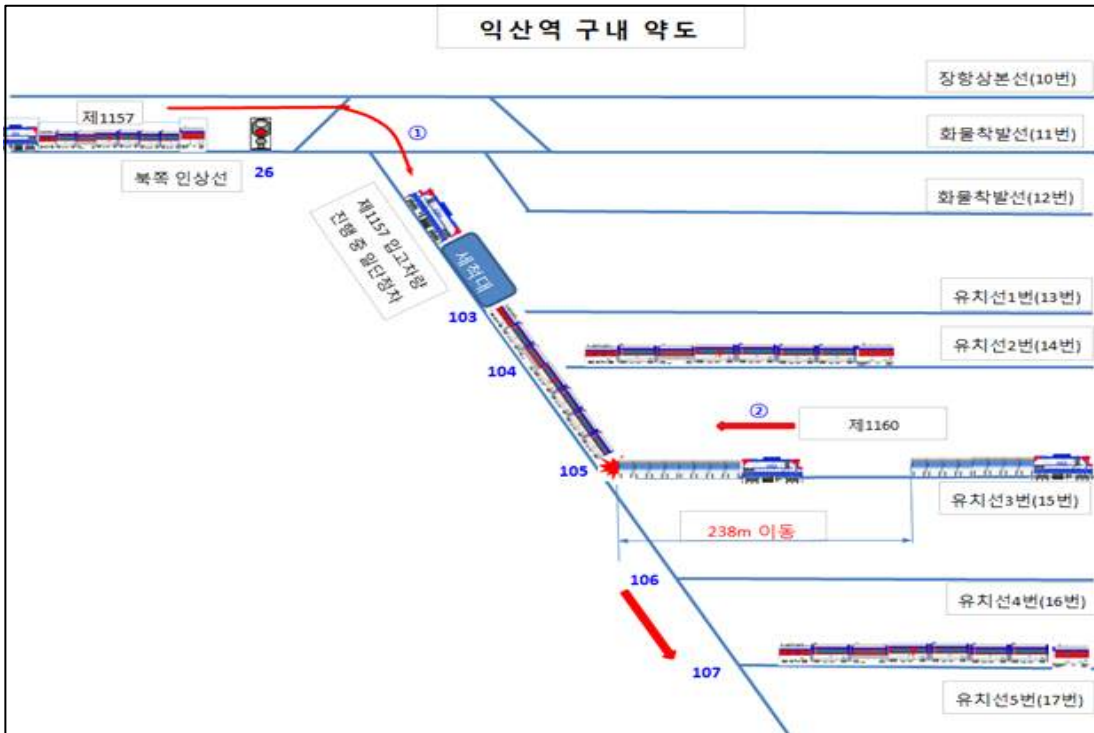 익산역 구내 약도
장항상본선(10번)
제1157
①
화물착발선(11번)
26
북쪽 인상선
화물착발선(12번)
제1157 입고차량
진행 중 일단정차
세척대
유치선1번(13번)
103
유치선2번(14번)
104
②
제1160
105
유치선3번(15번)
238m 이동
106
유치선4번(16번)
107
유치선5번(17번)